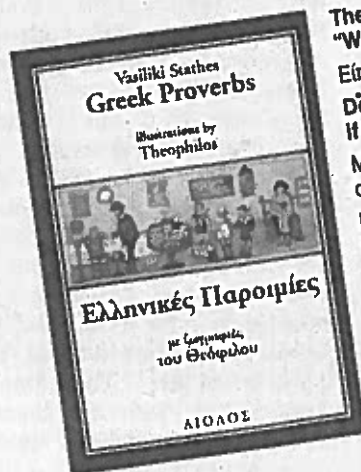 Vasiliki Stathes
Greek Proverbs
Illustrations by
Theophilos
Ελληνικές Παροιμίες
με ζωγραφιές
του Θεόφιλου
ΑΙΟΛΟΣ
The
"W
Είπ
If